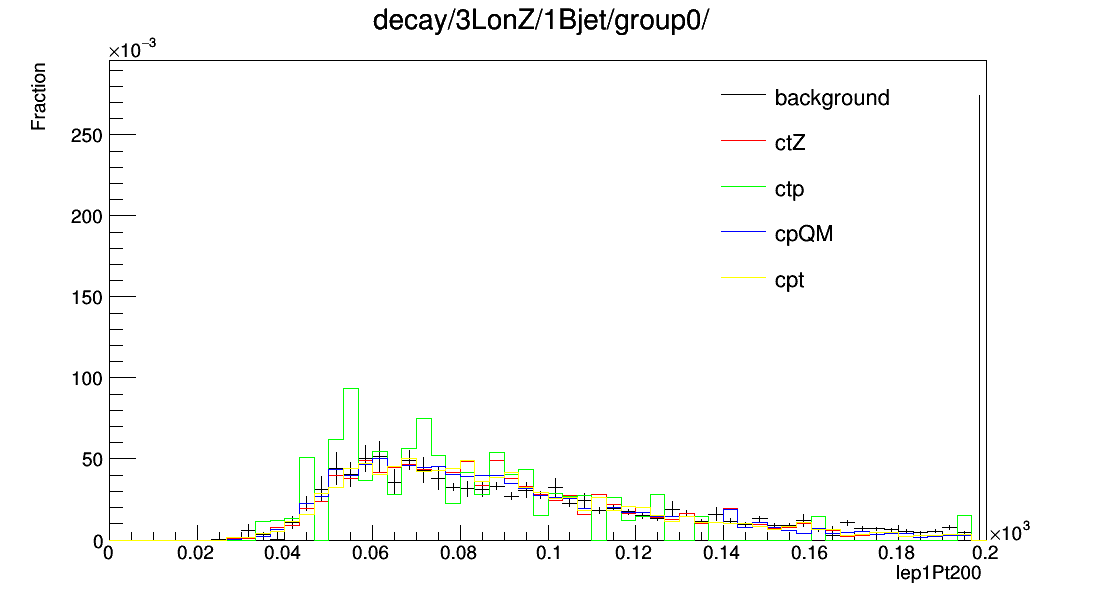 decay/3LonZ/1Bjet/group0/
×10⁻³
Fraction
250
200
150
100
50
0
background
ctZ
ctp
cpQM
cpt
0 0.02 0.04 0.06 0.08 0.1 0.12 0.14 0.16 0.18 0.2
×10³
lep1Pt200